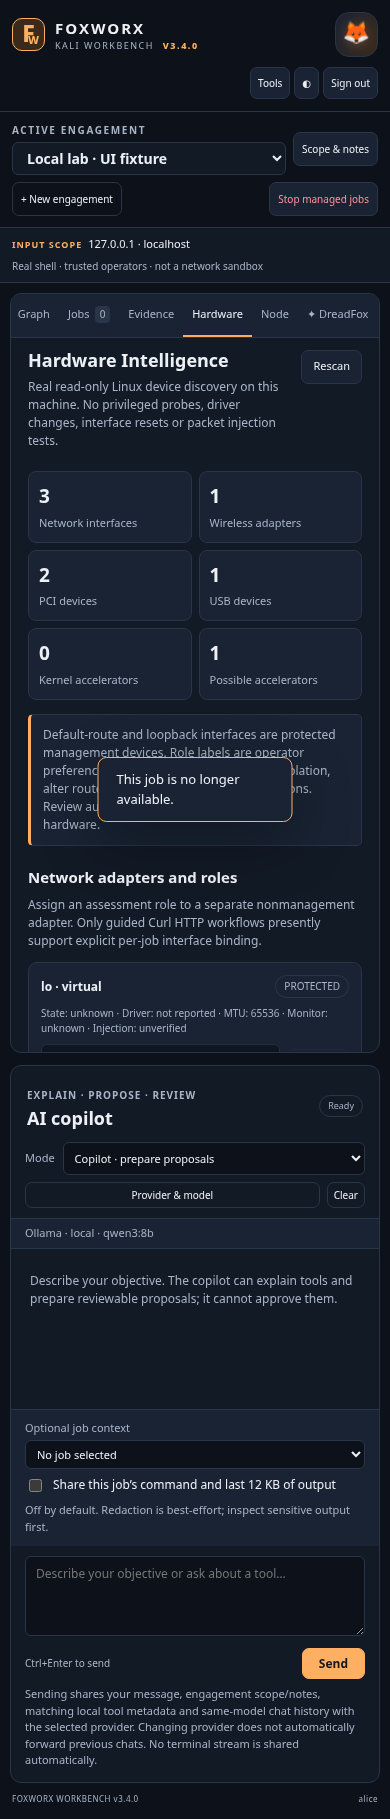 FW
FOXWORX
KALI WORKBENCH V3.4.0
Tools
Sign out
ACTIVE ENGAGEMENT
Local lab · UI fixture
Scope & notes
+ New engagement
Stop managed jobs
INPUT SCOPE 127.0.0.1 · localhost
Real shell · trusted operators · not a network sandbox
Graph Jobs 0 Evidence Hardware Node ✦ DreadFox
Hardware Intelligence
Rescan
Real read-only Linux device discovery on this
machine. No privileged probes, driver
changes, interface resets or packet injection
tests.
3
Network interfaces
1
Wireless adapters
2
PCI devices
1
USB devices
0
Kernel accelerators
1
Possible accelerators
Default-route and loopback interfaces are protected
management devices. Role labels are operator
alter
Review
hardware.
This job is no longer
available.
Network adapters and roles
Assign an assessment role to a separate nonmanagement
adapter. Only guided Curl HTTP workflows presently
support explicit per-job interface binding.
lo · virtual
PROTECTED
State: unknown · Driver: not reported · MTU: 65536 · Monitor:
unknown · Injection: unverified
EXPLAIN · PROPOSE · REVIEW
AI copilot
Ready
Mode
Copilot · prepare proposals
Provider & model
Clear
Ollama · local · qwen3:8b
Describe your objective. The copilot can explain tools and
prepare reviewable proposals; it cannot approve them.
Optional job context
No job selected
Share this job's command and last 12 KB of output
Off by default. Redaction is best-effort; inspect sensitive output
first.
Describe your objective or ask about a tool...
Ctrl+Enter to send
Send
Sending shares your message, engagement scope/notes,
matching local tool metadata and same-model chat history with
the selected provider. Changing provider does not automatically
forward previous chats. No terminal stream is shared
automatically.
FOXWORX WORKBENCH v3.4.0
alice